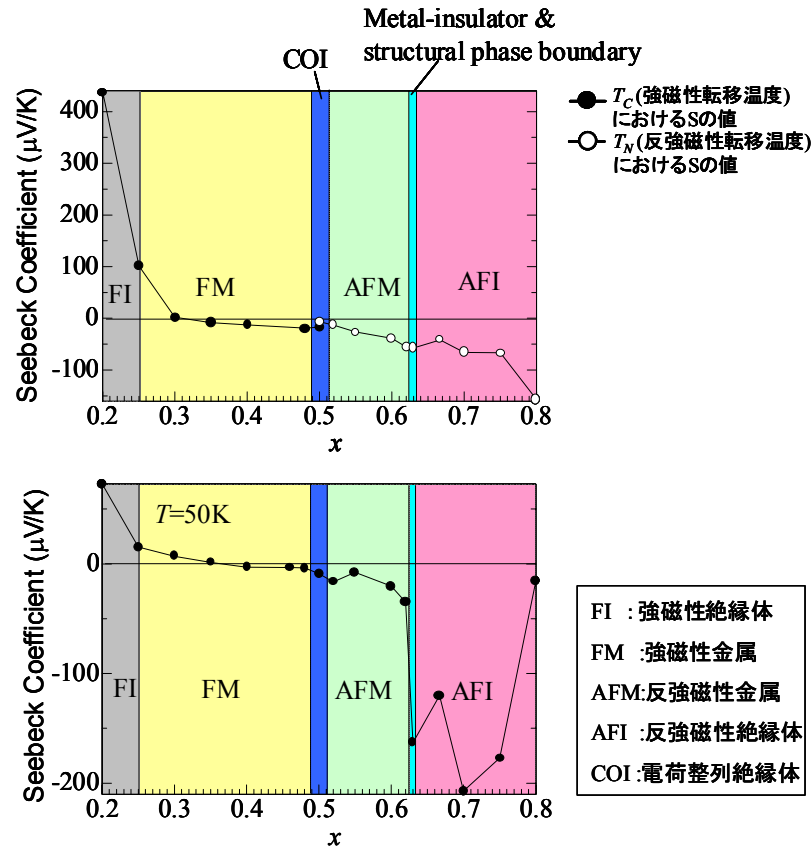 Metal-insulator &
structural phase boundary
COI
Seebeck Coefficient (μV/K)
400
300
200
100
0
-100
FI
FM
AFM
AFI
0.2
0.3
0.4
0.5
0.6
0.7
0.8
x
TC(強磁性転移温度)
におけるSの値
TN(反強磁性転移温度)
におけるSの値
Seebeck Coefficient (μV/K)
0
-100
-200
T=50K
FI
FM
AFM
AFI
0.2
0.3
0.4
0.5
0.6
0.7
0.8
x
FI :強磁性絶縁体
FM :強磁性金属
AFM:反強磁性金属
AFI :反強磁性絶縁体
COI :電荷整列絶縁体